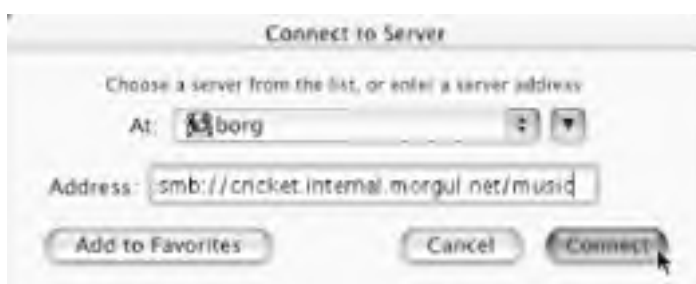 Connect to Server
Choose a server from the list, or enter a server address
At: borg
Address: smb://cricket.internal.morgul.net/music
Add to Favorites Cancel Connect